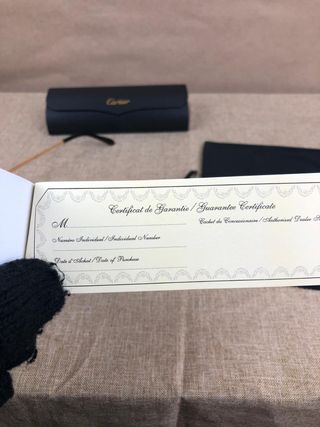 Cartier
Certificat de Garantie / Guarantee Certificate
M
Cachet du Concessionaire / Authorised Dealer S
Numéro Individuel / Individual Number
Date d'Achat / Date of Purchase